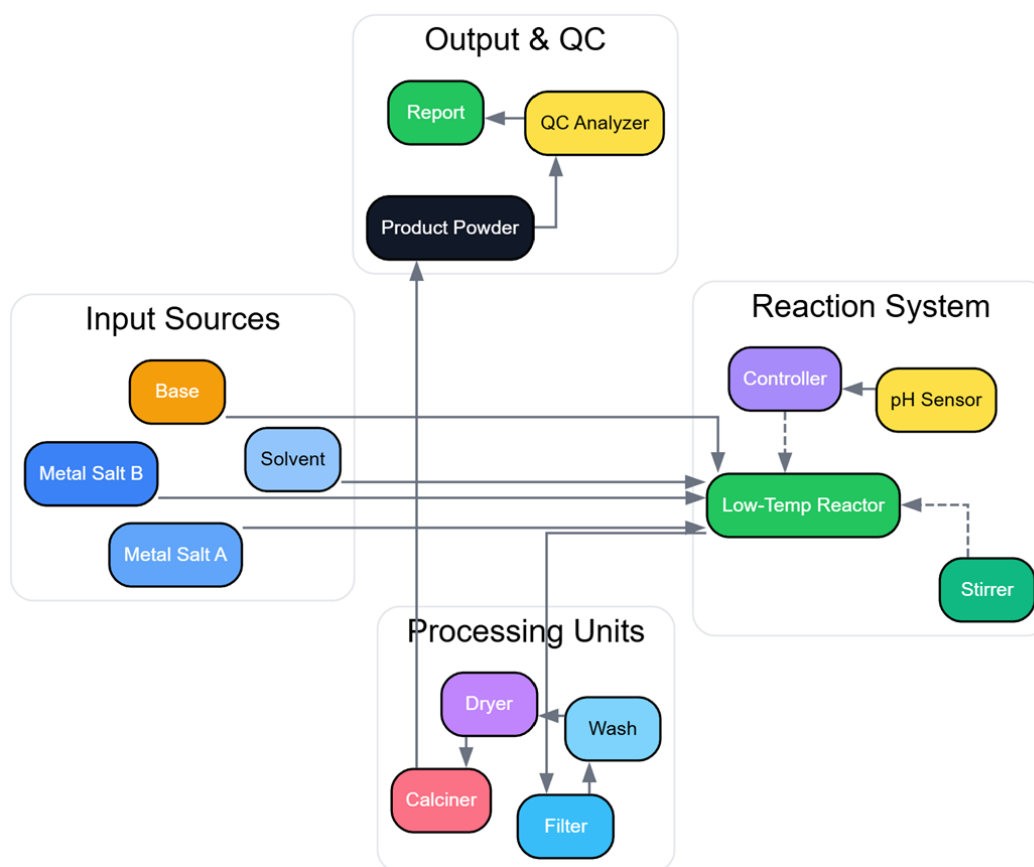 Output & QC
Report
QC Analyzer
Product Powder
Input Sources
Base
Solvent
Metal Salt B
Metal Salt A
Reaction System
Controller
pH Sensor
Low-Temp Reactor
Stirrer
Processing Units
Dryer
Wash
Calciner
Filter